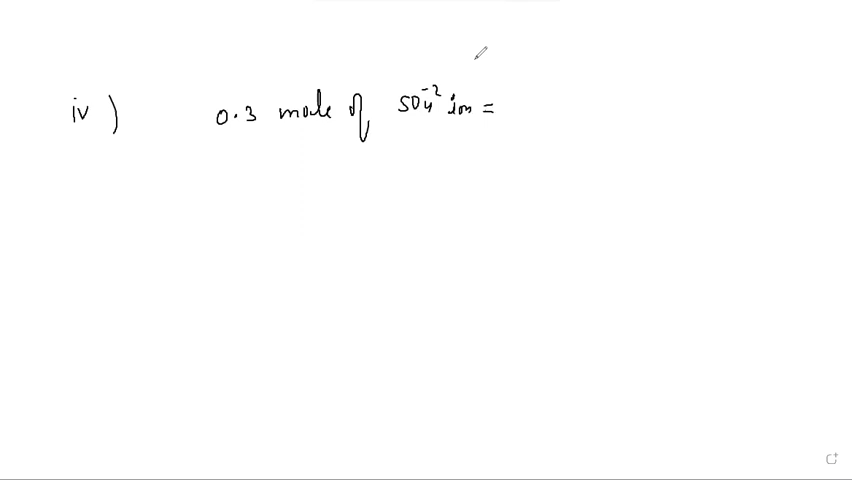 iv) 0.3 mole of SO₄⁻² ion =